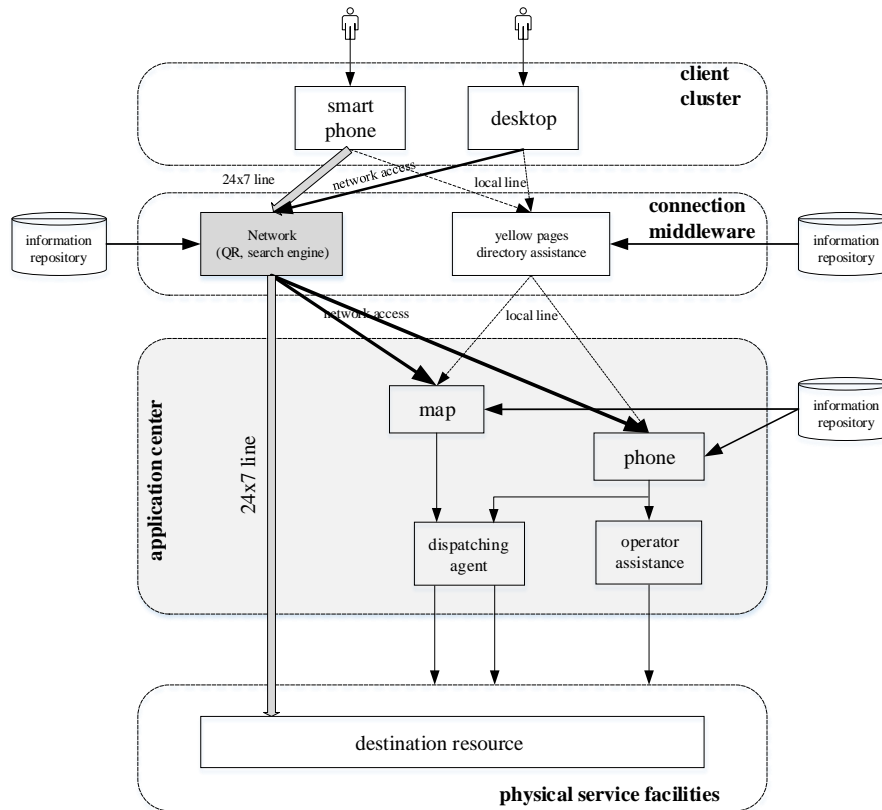 client
cluster
smart
phone
desktop
24x7 line
network access
local line
connection
middleware
information
repository
Network
(QR, search engine)
yellow pages
directory assistance
information
repository
network access
local line
application center
map
information
repository
phone
24x7 line
dispatching
agent
operator
assistance
destination resource
physical service facilities